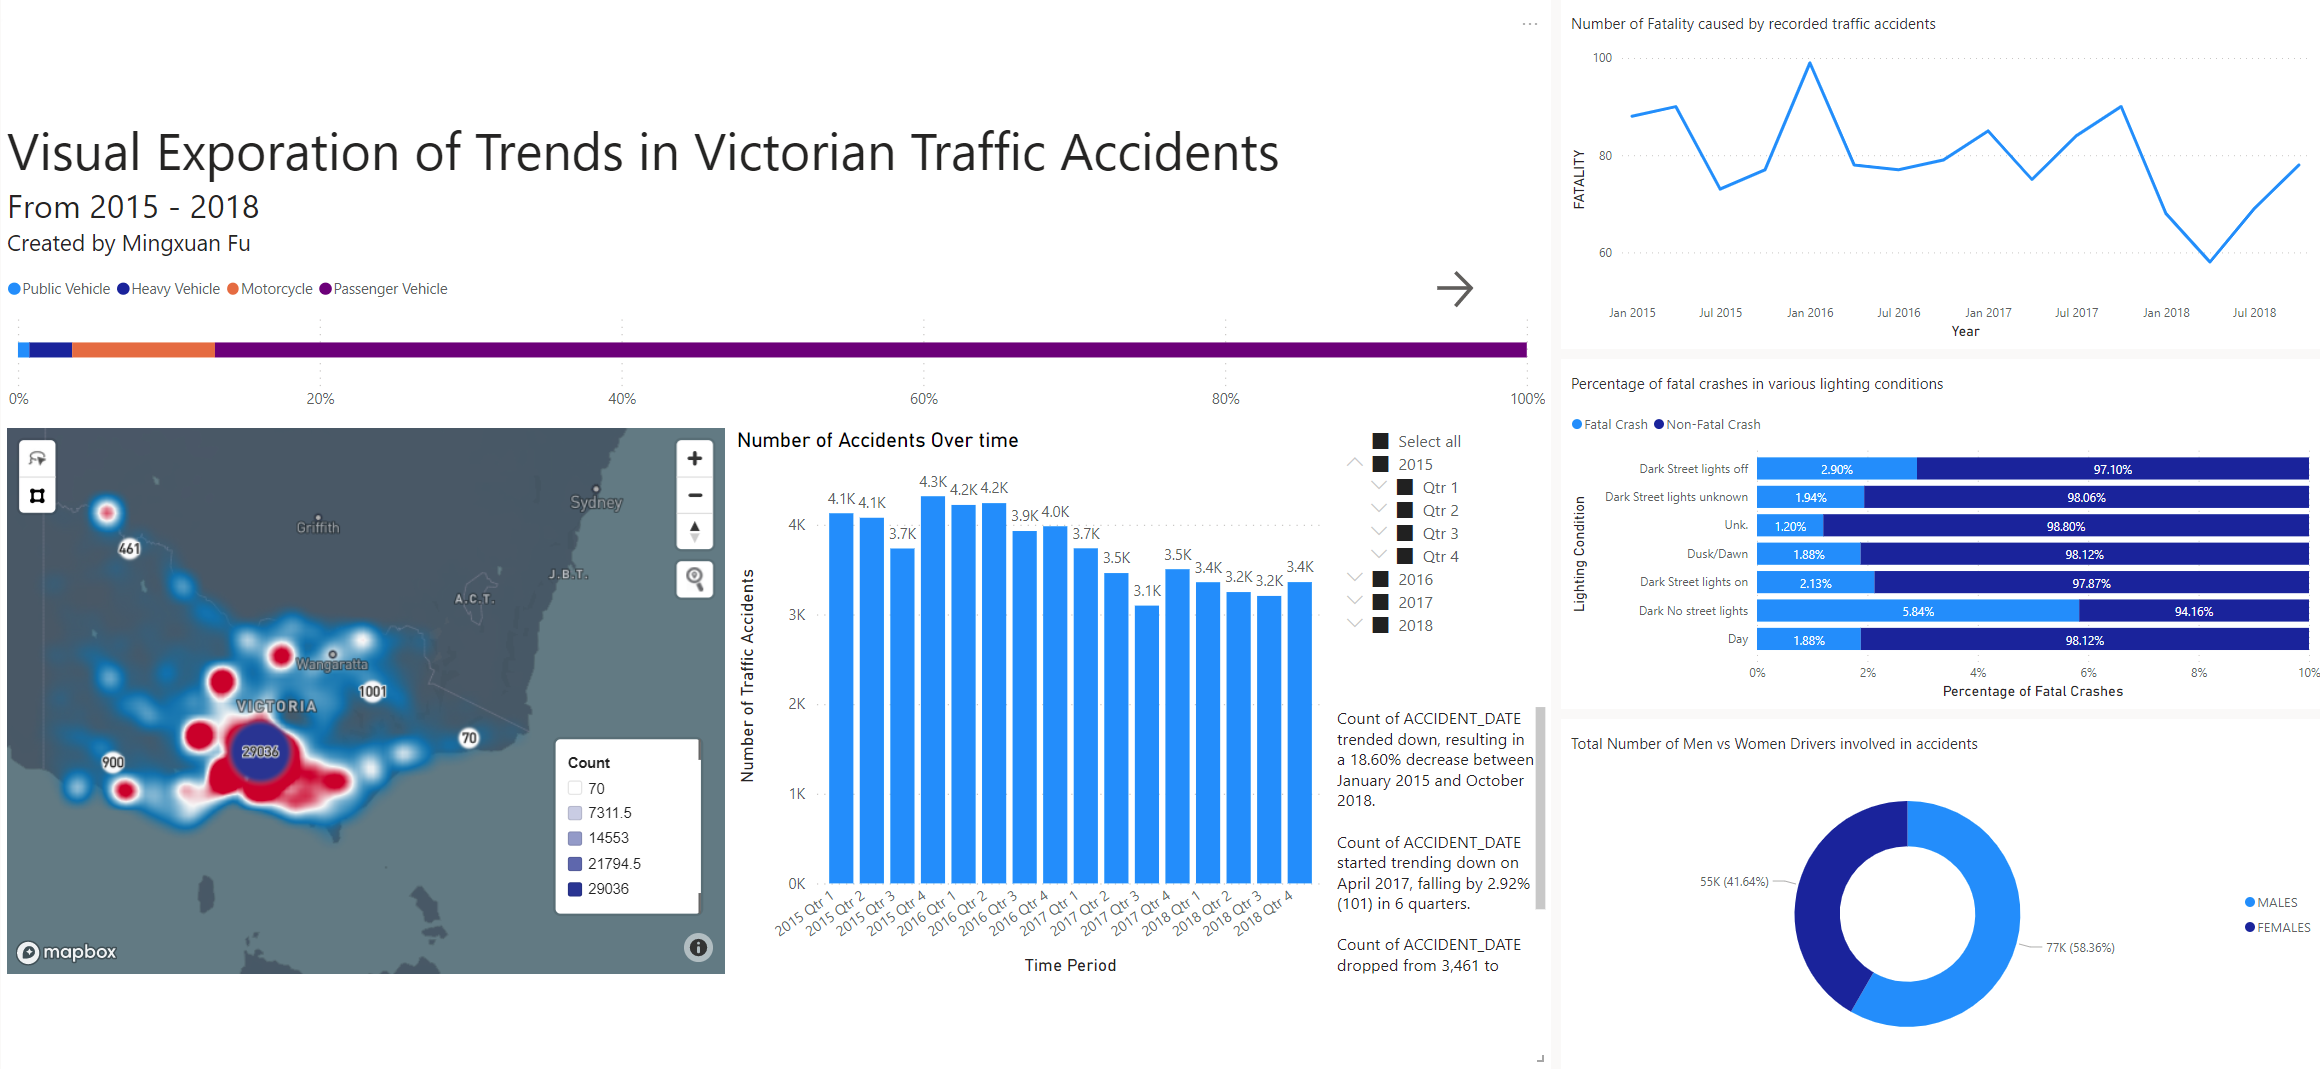 Visual Exporation of Trends in Victorian Traffic Accidents
From 2015 - 2018
Created by Mingxuan Fu
Public Vehicle Heavy Vehicle Motorcycle Passenger Vehicle
0% 20% 40% 60% 80% 100%
Sydney
Griffith
461
J.B.T.
A.C.T.
Wangaratta
1001
VICTORIA
29036
70
900
Count
70
7311.5
14553
21794.5
29036
mapbox
Number of Accidents Over time
Number of Traffic Accidents
4K
3K
2K
1K
0K
4.1K 4.1K 3.7K 4.3K 4.2K 4.2K 3.9K 4.0K 3.7K 3.5K 3.1K 3.5K 3.4K 3.2K 3.2K 3.4K
2015 Qtr 1
2015 Qtr 2
2015 Qtr 3
2015 Qtr 4
2016 Qtr 1
2016 Qtr 2
2016 Qtr 3
2016 Qtr 4
2017 Qtr 1
2017 Qtr 2
2017 Qtr 3
2017 Qtr 4
2018 Qtr 1
2018 Qtr 2
2018 Qtr 3
2018 Qtr 4
Time Period
Select all
2015
Qtr 1
Qtr 2
Qtr 3
Qtr 4
2016
2017
2018
Count of ACCIDENT_DATE
trended down, resulting in
a 18.60% decrease between
January 2015 and October
2018.
Count of ACCIDENT_DATE
started trending down on
April 2017, falling by 2.92%
(101) in 6 quarters.
Count of ACCIDENT_DATE
dropped from 3,461 to
Number of Fatality caused by recorded traffic accidents
FATALITY
100
80
60
Jan 2015 Jul 2015 Jan 2016 Jul 2016 Jan 2017 Jul 2017 Jan 2018 Jul 2018
Year
Percentage of fatal crashes in various lighting conditions
Fatal Crash Non-Fatal Crash
Lighting Condition
Dark Street lights off 2.90% 97.10%
Dark Street lights unknown 1.94% 98.06%
Unk. 1.20% 98.80%
Dusk/Dawn 1.88% 98.12%
Dark Street lights on 2.13% 97.87%
Dark No street lights 5.84% 94.16%
Day 1.88% 98.12%
0% 2% 4% 6% 8% 10%
Percentage of Fatal Crashes
Total Number of Men vs Women Drivers involved in accidents
55K (41.64%)
77K (58.36%)
MALES
FEMALES